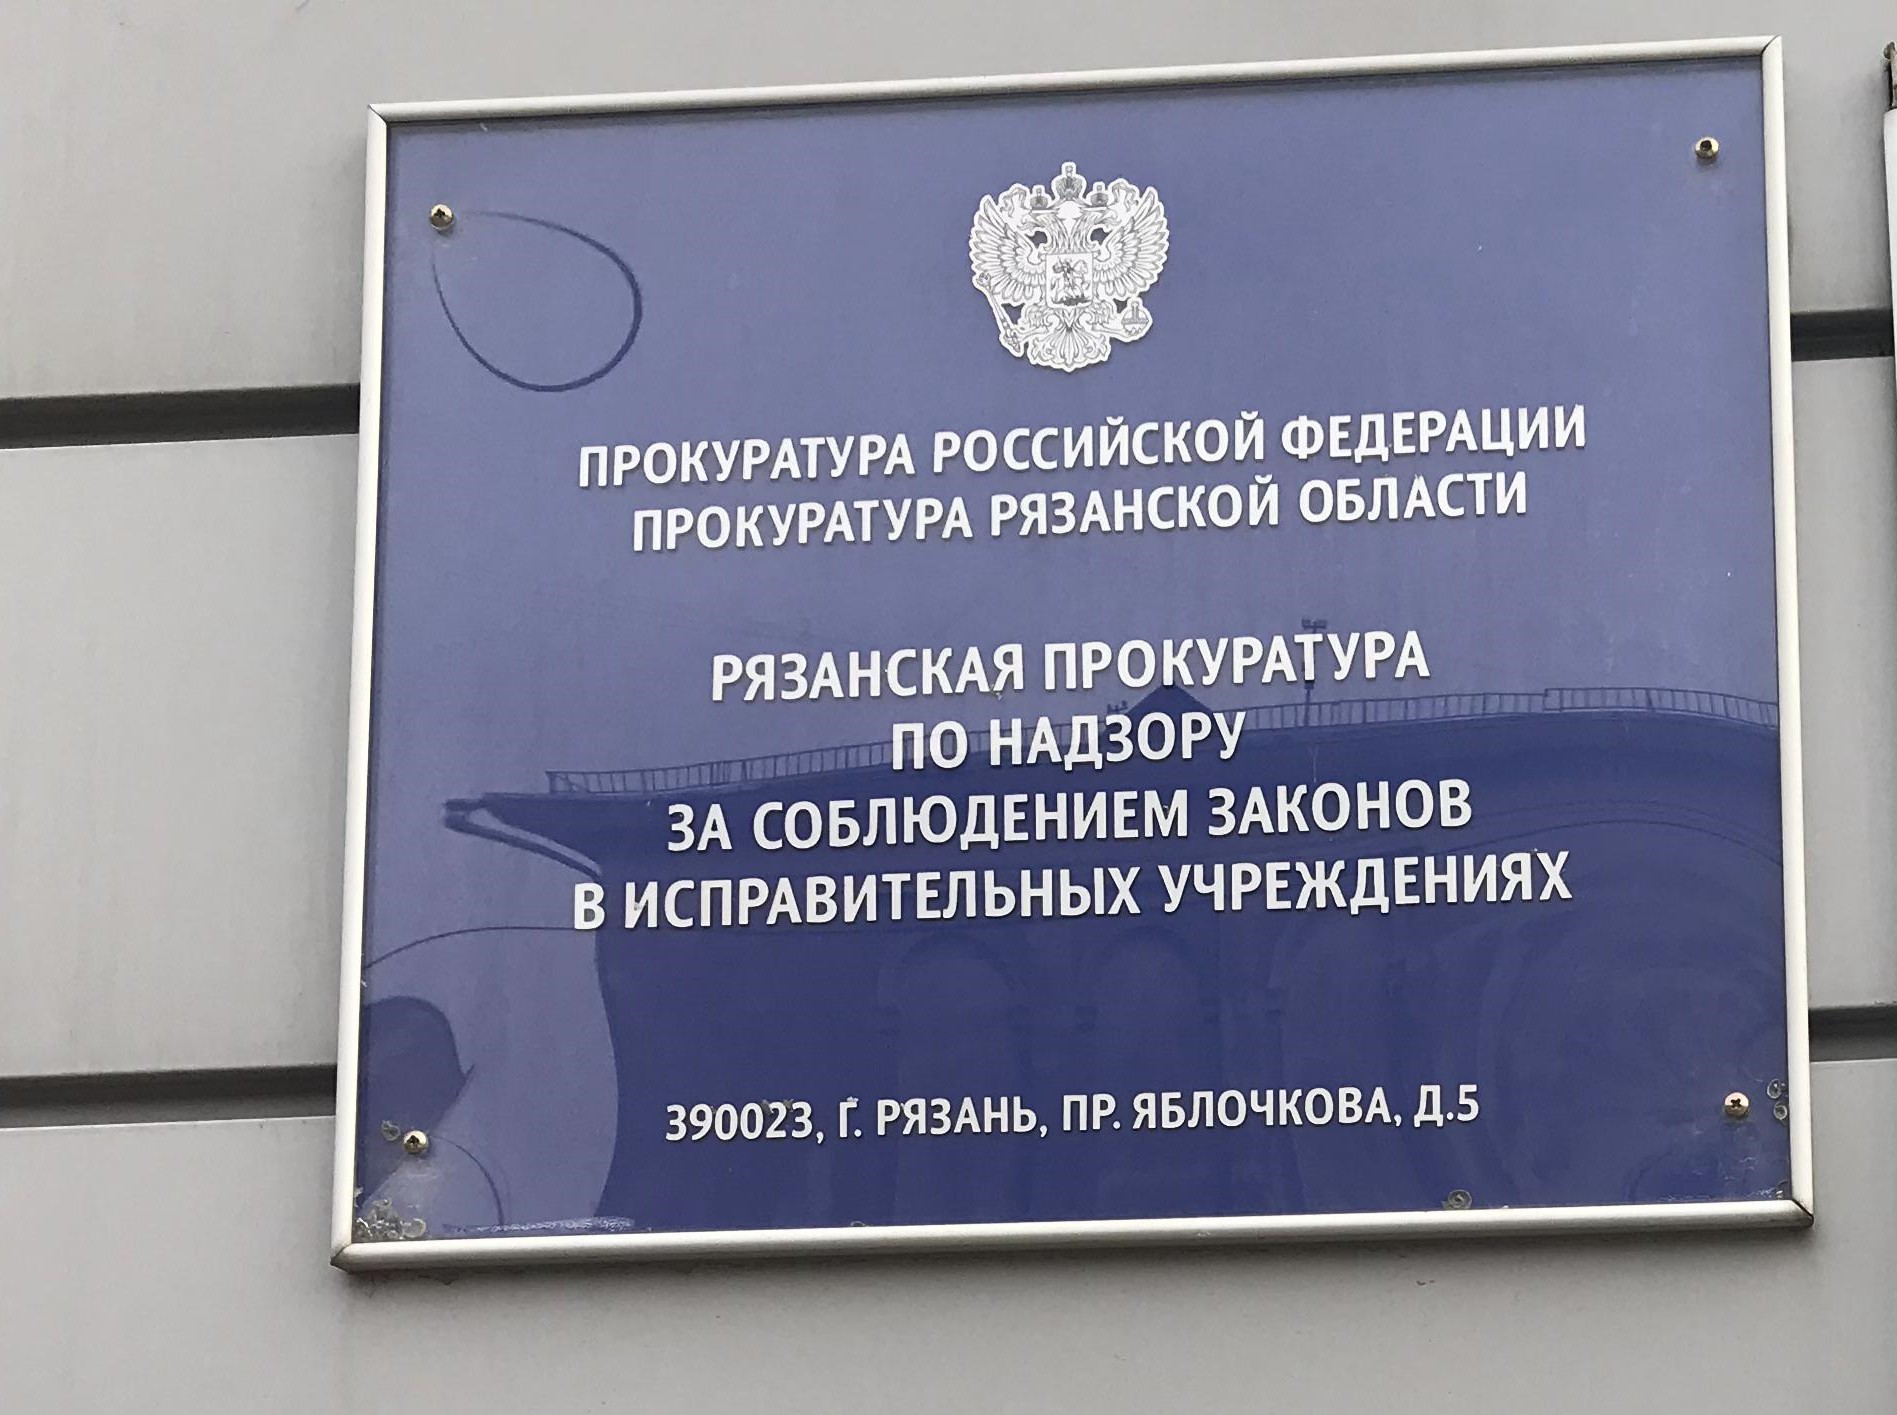 ПРОКУРАТУРА РОССИЙСКОЙ ФЕДЕРАЦИИ
ПРОКУРАТУРА РЯЗАНСКОЙ ОБЛАСТИ
РЯЗАНСКАЯ ПРОКУРАТУРА
ПО НАДЗОРУ
ЗА СОБЛЮДЕНИЕМ ЗАКОНОВ
В ИСПРАВИТЕЛЬНЫХ УЧРЕЖДЕНИЯХ
390023, Г. РЯЗАНЬ, ПР. ЯБЛОЧКОВА, Д.5